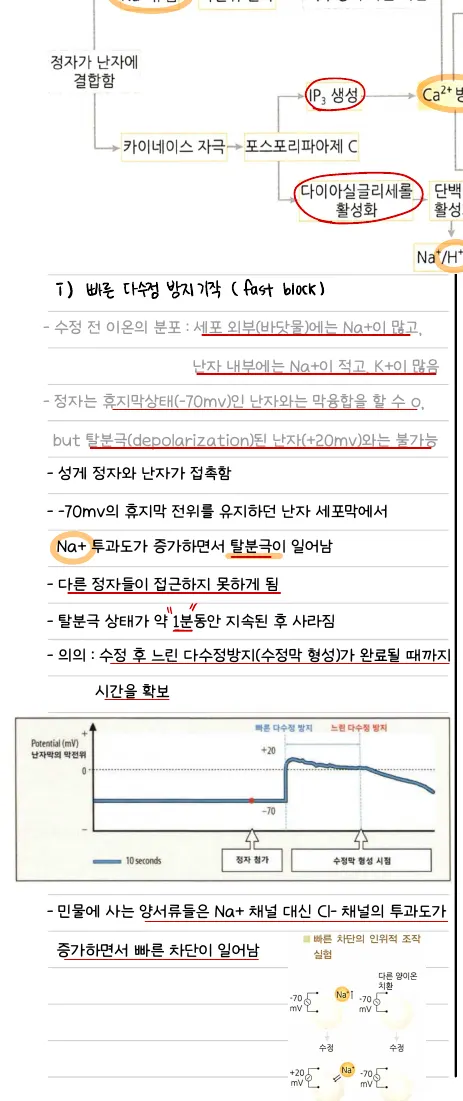 정자가 난자에
결합함
IP₃ 생성
Ca²⁺
카이네이스 자극
포스포리파아제 C
다이아실글리세롤
활성화
단백
활성
Na⁺/H⁺
i) 빠른 다수정 방지기작 ( fast block )
- 수정 전 이온의 분포 : 세포 외부(바닷물)에는 Na+이 많고,
난자 내부에는 Na+이 적고, K+이 많음
- 정자는 휴지막상태(-70mv)인 난자와는 막융합을 할 수 o,
but 탈분극(depolarization)된 난자(+20mv)와는 불가능
- 성게 정자와 난자가 접촉함
- -70mv의 휴지막 전위를 유지하던 난자 세포막에서
Na+ 투과도가 증가하면서 탈분극이 일어남
- 다른 정자들이 접근하지 못하게 됨
- 탈분극 상태가 약 "1분"동안 지속된 후 사라짐
- 의의 : 수정 후 느린 다수정방지(수정막 형성)가 완료될 때까지
시간을 확보
빠른 다수정 방지 느린 다수정 방지
Potential (mV)
난자막의 막전위
+
+20
0
-70
–
10 seconds
정자 첨가
수정막 형성 시점
- 민물에 사는 양서류들은 Na+ 채널 대신 Cl- 채널의 투과도가
증가하면서 빠른 차단이 일어남
빠른 차단의 인위적 조작
실험
다른 양이온
치환
-70
mV
Na⁺↑
-70
mV
수정
수정
+20
mV
Na⁺
-70
mV